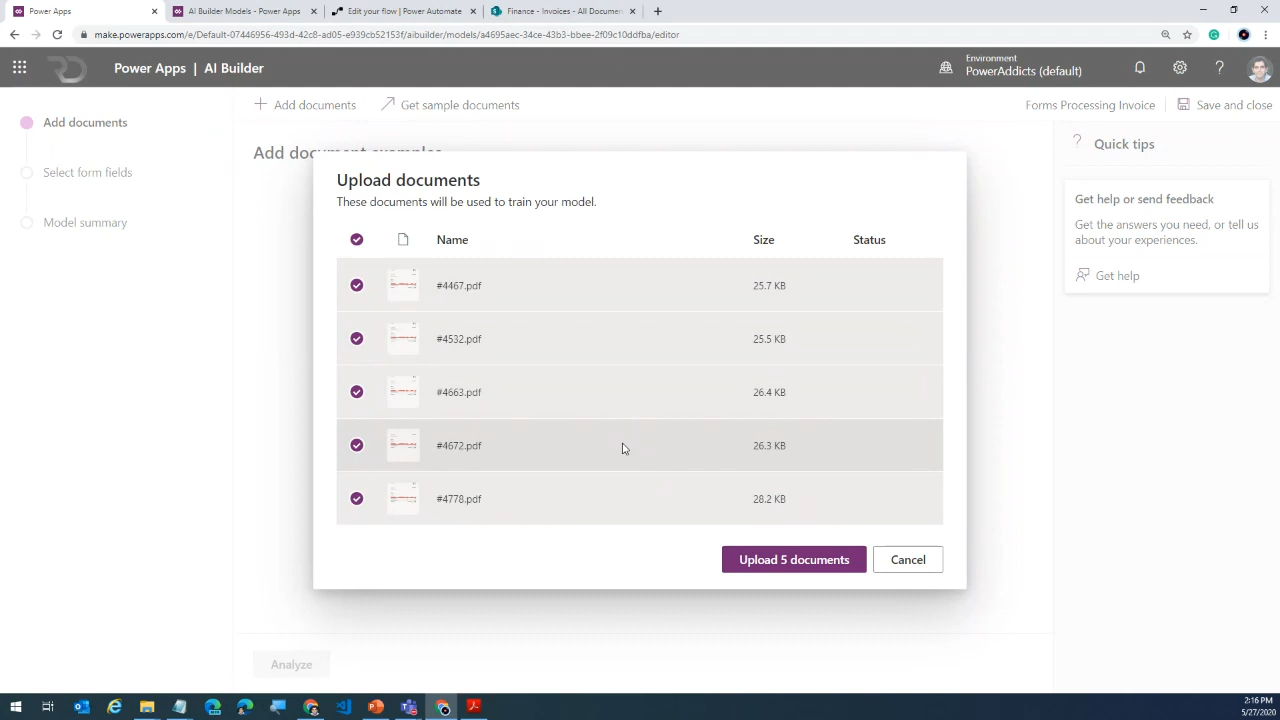 Power Apps
AI Builder Models - Power Apps
Edit your flow | Power Automate
Finance - Invoices - All Documen
make.powerapps.com/e/Default-07446956-493d-42c8-ad05-e939cb52153f/aibuilder/models/a4695aec-34ce-43b3-bbee-2f09c10ddfba/editor
Power Apps | AI Builder
Environment
PowerAddicts (default)
Add documents
Get sample documents
Forms Processing Invoice
Save and close
Add documents
Select form fields
Model summary
Upload documents
These documents will be used to train your model.
Name Size Status
#4467.pdf 25.7 KB
#4532.pdf 25.5 KB
#4663.pdf 26.4 KB
#4672.pdf 26.3 KB
#4778.pdf 28.2 KB
Upload 5 documents
Cancel
Analyze
Quick tips
Get help or send feedback
Get the answers you need, or tell us
about your experiences.
Get help
2:16 PM
5/27/2020